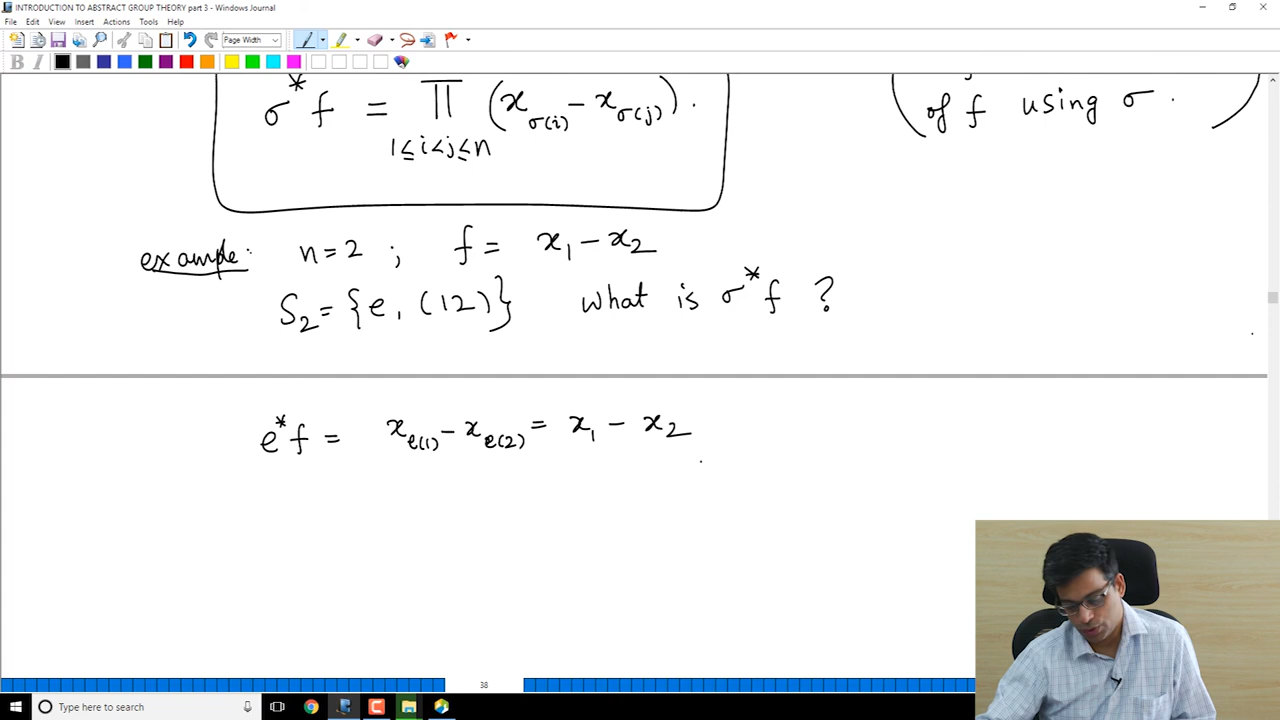 INTRODUCTION TO ABSTRACT GROUP THEORY part 3 - Windows Journal
File Edit View Insert Actions Tools Help
Page Width
B I
σ*f = ∏ (x_σ(i) − x_σ(j)).
1≤i<j≤n
of f using σ.
example: n=2 ; f = x₁ − x₂
S₂ = {e, (12)} what is σ*f ?
e*f = x_e(1) − x_e(2) = x₁ − x₂
38
Type here to search